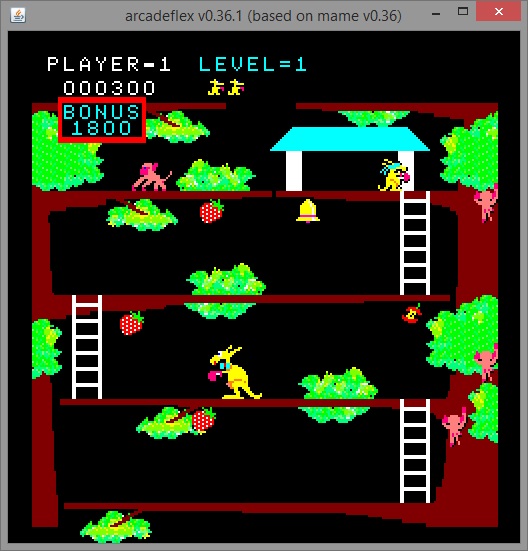 arcadeflex v0.36.1 (based on mame v0.36)
PLAYER-1 LEVEL=1
000300
BONUS
1800